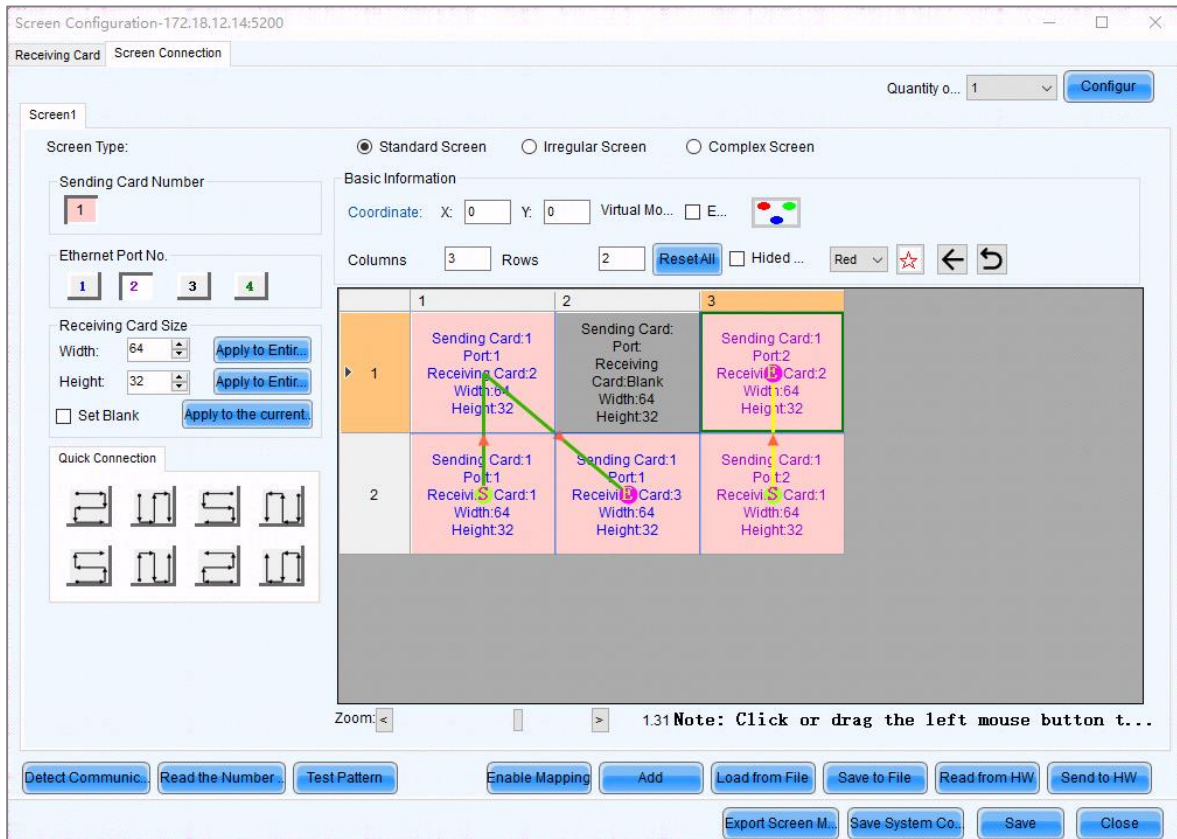 Screen Configuration-172.18.12.14:5200
Receiving Card Screen Connection
Quantity o... 1 Configur
Screen1
Screen Type: Standard Screen Irregular Screen Complex Screen
Sending Card Number
1
Ethernet Port No.
1 2 3 4
Receiving Card Size
Width: 64 Apply to Entir...
Height: 32 Apply to Entir...
Set Blank Apply to the current..
Quick Connection
Basic Information
Coordinate: X: 0 Y: 0 Virtual Mo... E...
Columns 3 Rows 2 Reset All Hided ... Red
1 2 3
1
Sending Card:1
Port:1
Receiving Card:2
Width:64
Height:32
Sending Card:
Port:
Receiving
Card:Blank
Width:64
Height:32
Sending Card:1
Port:2
Receiving Card:2
Width:64
Height:32
E
2
Sending Card:1
Port:1
Receiving Card:1
Width:64
Height:32
S
Sending Card:1
Port:1
Receiving Card:3
Width:64
Height:32
E
Sending Card:1
Port:2
Receiving Card:1
Width:64
Height:32
S
Zoom: < > 1.31 Note: Click or drag the left mouse button t...
Detect Communic... Read the Number .. Test Pattern Enable Mapping Add Load from File Save to File Read from HW Send to HW
Export Screen M... Save System Co... Save Close